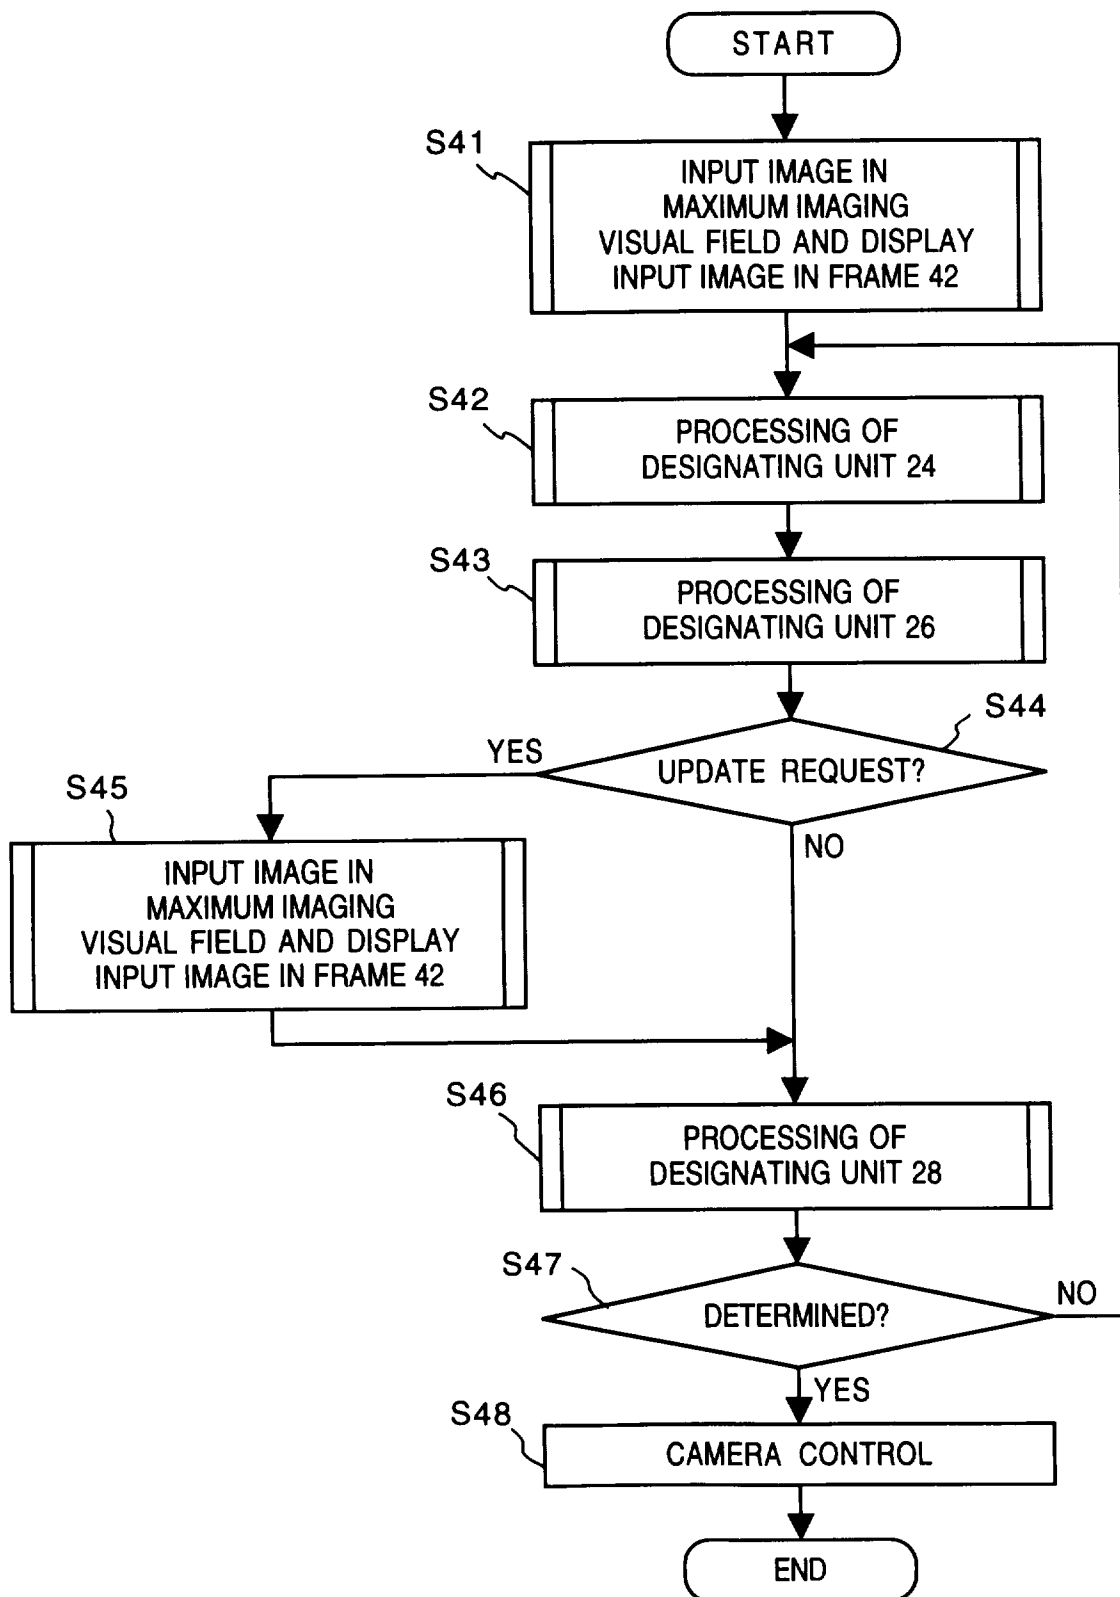 START
S41
INPUT IMAGE IN
MAXIMUM IMAGING
VISUAL FIELD AND DISPLAY
INPUT IMAGE IN FRAME 42
S42
PROCESSING OF
DESIGNATING UNIT 24
S43
PROCESSING OF
DESIGNATING UNIT 26
S44
YES
UPDATE REQUEST?
NO
S45
INPUT IMAGE IN
MAXIMUM IMAGING
VISUAL FIELD AND DISPLAY
INPUT IMAGE IN FRAME 42
S46
PROCESSING OF
DESIGNATING UNIT 28
S47
DETERMINED?
NO
YES
S48
CAMERA CONTROL
END